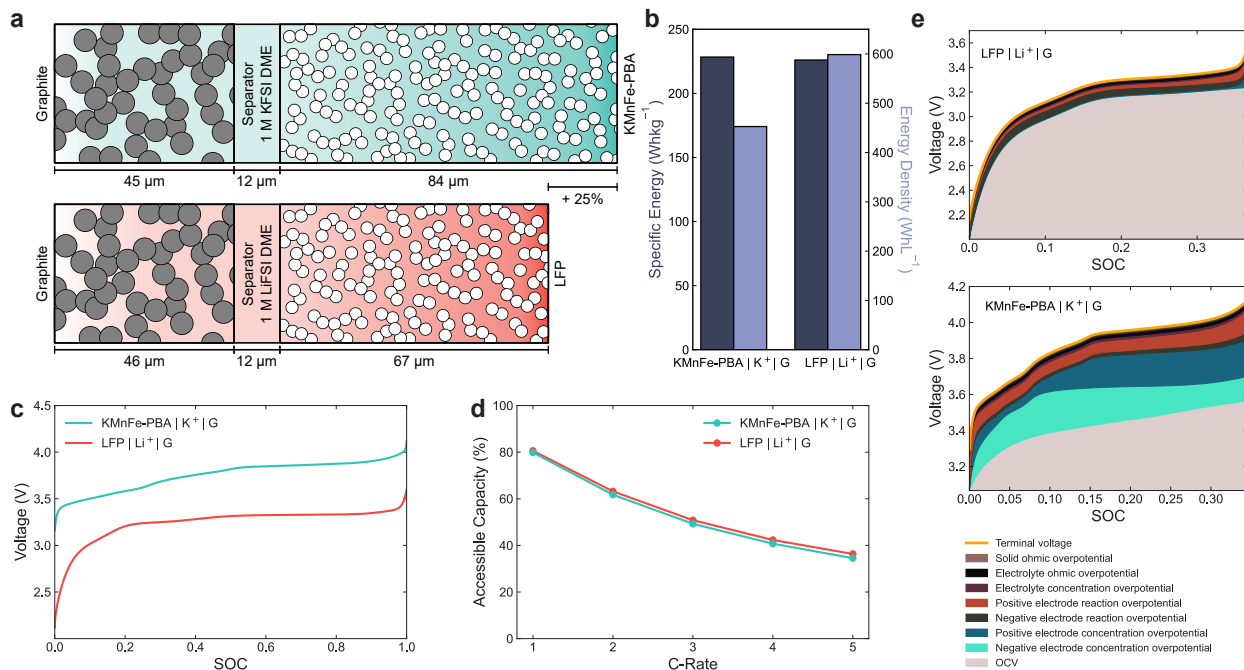 a
Graphite
Separator
1 M KFSI DME
KMnFe-PBA
45 µm
12 µm
84 µm
+ 25%
Graphite
Separator
1 M LiFSI DME
LFP
46 µm
12 µm
67 µm
b
Specific Energy (Whkg⁻¹)
250
200
150
100
50
0
Energy Density (WhL⁻¹)
600
500
400
300
200
100
0
KMnFe-PBA | K⁺ | G
LFP | Li⁺ | G
c
Voltage (V)
4.5
4.0
3.5
3.0
2.5
KMnFe-PBA | K⁺ | G
LFP | Li⁺ | G
0.0 0.2 0.4 0.6 0.8 1.0
SOC
d
Accessible Capacity (%)
100
80
60
40
20
0
KMnFe-PBA | K⁺ | G
LFP | Li⁺ | G
1 2 3 4 5
C-Rate
e
LFP | Li⁺ | G
Voltage (V)
3.6
3.4
3.2
3.0
2.8
2.6
2.4
2.2
0.0 0.1 0.2 0.3
SOC
KMnFe-PBA | K⁺ | G
Voltage (V)
4.2
4.0
3.8
3.6
3.4
3.2
0.00 0.05 0.10 0.15 0.20 0.25 0.30
SOC
Terminal voltage
Solid ohmic overpotential
Electrolyte ohmic overpotential
Electrolyte concentration overpotential
Positive electrode reaction overpotential
Negative electrode reaction overpotential
Positive electrode concentration overpotential
Negative electrode concentration overpotential
OCV